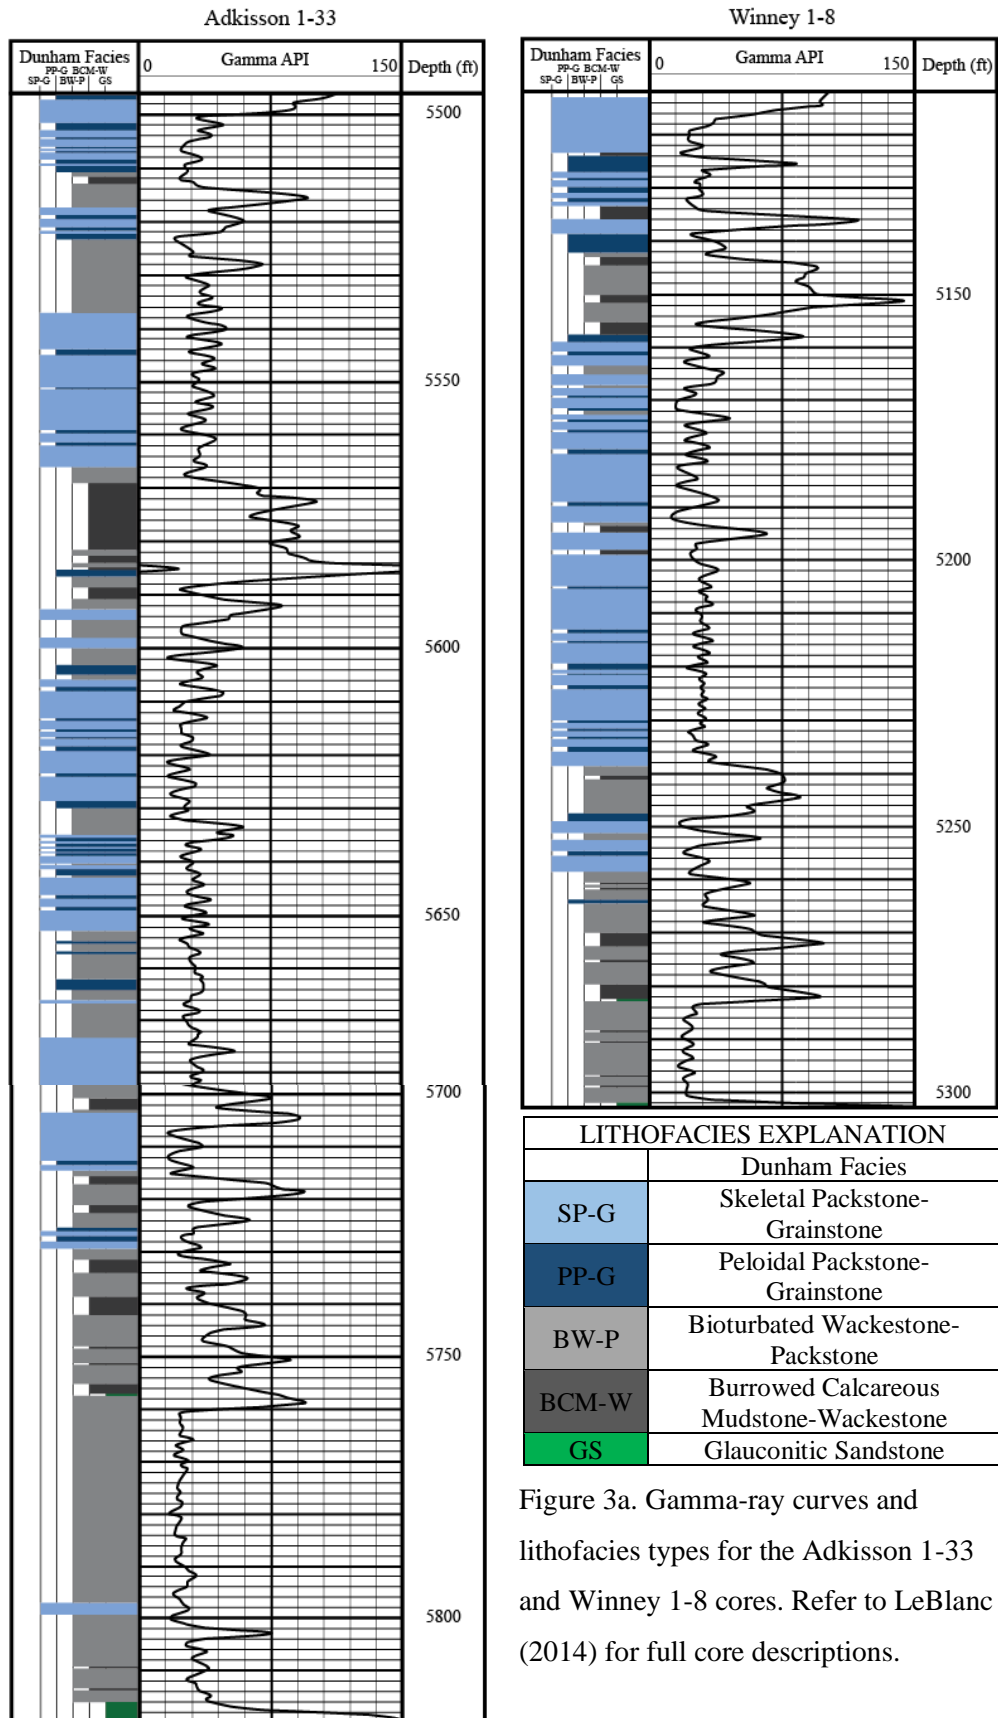 Adkisson 1-33
Dunham Facies
PP-G BCM-W
SP-G BW-P GS
0 Gamma API 150
Depth (ft)
5500
5550
5600
5650
5700
5750
5800
Winney 1-8
Dunham Facies
PP-G BCM-W
SP-G BW-P GS
0 Gamma API 150
Depth (ft)
5150
5200
5250
5300
LITHOFACIES EXPLANATION
Dunham Facies
SP-G Skeletal Packstone-
Grainstone
PP-G Peloidal Packstone-
Grainstone
BW-P Bioturbated Wackestone-
Packstone
BCM-W Burrowed Calcareous
Mudstone-Wackestone
GS Glauconitic Sandstone
Figure 3a. Gamma-ray curves and
lithofacies types for the Adkisson 1-33
and Winney 1-8 cores. Refer to LeBlanc
(2014) for full core descriptions.